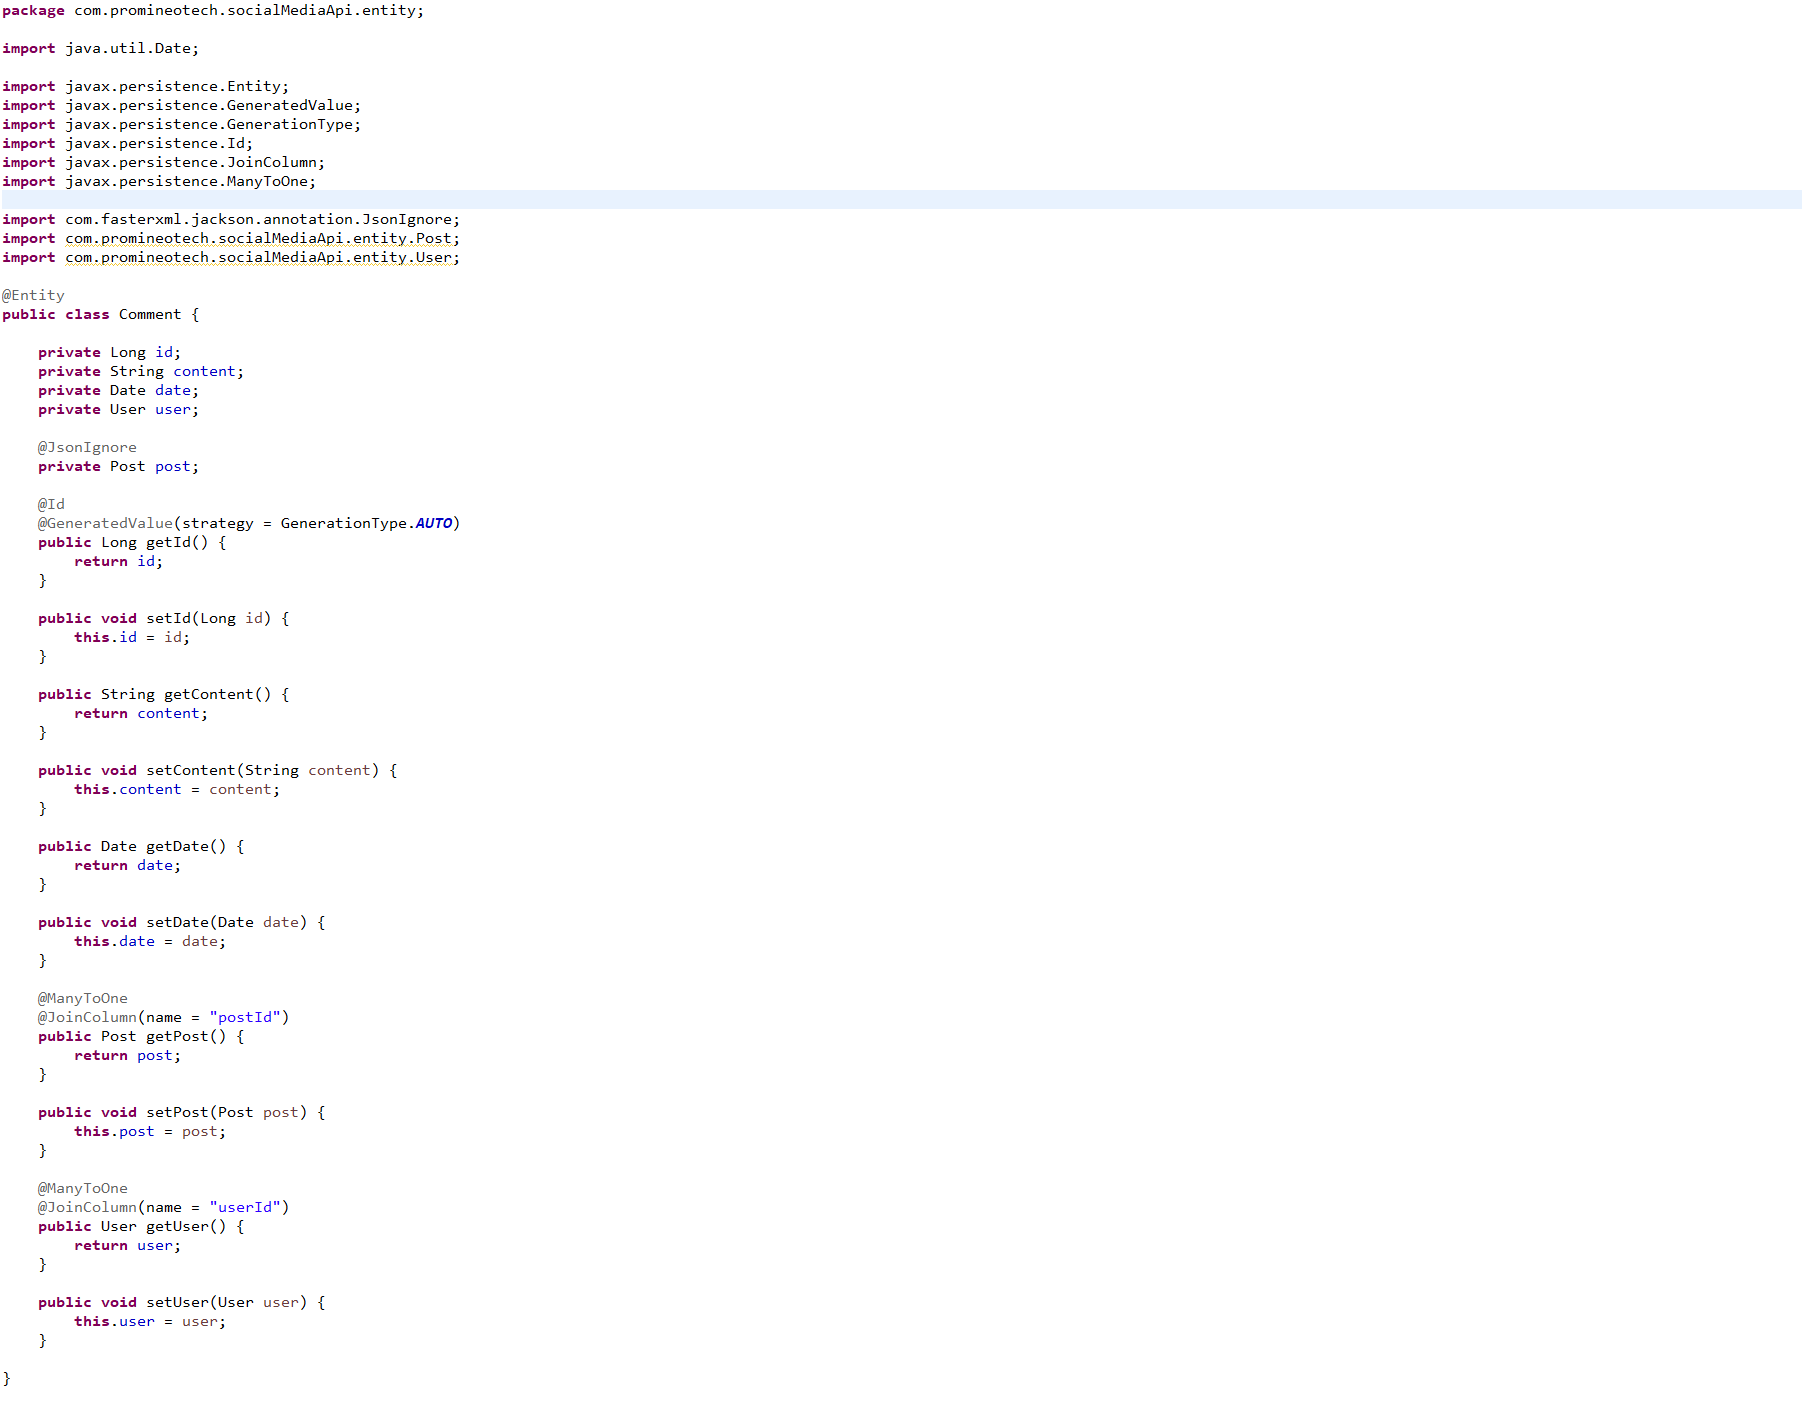 package com.promineotech.socialMediaApi.entity;
import java.util.Date;
import javax.persistence.Entity;
import javax.persistence.GeneratedValue;
import javax.persistence.GenerationType;
import javax.persistence.Id;
import javax.persistence.JoinColumn;
import javax.persistence.ManyToOne;
import com.fasterxml.jackson.annotation.JsonIgnore;
import com.promineotech.socialMediaApi.entity.Post;
import com.promineotech.socialMediaApi.entity.User;
@Entity
public class Comment {
    private Long id;
    private String content;
    private Date date;
    private User user;
    @JsonIgnore
    private Post post;
    @Id
    @GeneratedValue(strategy = GenerationType.AUTO)
    public Long getId() {
        return id;
    }
    public void setId(Long id) {
        this.id = id;
    }
    public String getContent() {
        return content;
    }
    public void setContent(String content) {
        this.content = content;
    }
    public Date getDate() {
        return date;
    }
    public void setDate(Date date) {
        this.date = date;
    }
    @ManyToOne
    @JoinColumn(name = "postId")
    public Post getPost() {
        return post;
    }
    public void setPost(Post post) {
        this.post = post;
    }
    @ManyToOne
    @JoinColumn(name = "userId")
    public User getUser() {
        return user;
    }
    public void setUser(User user) {
        this.user = user;
    }
}